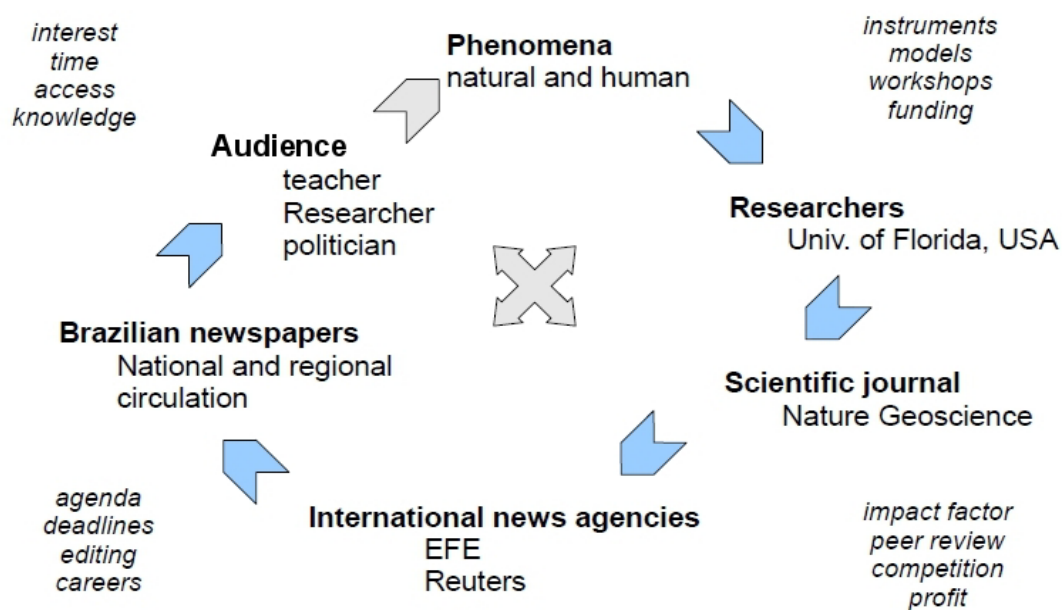 interest
time
access
knowledge
Phenomena
natural and human
instruments
models
workshops
funding
Audience
teacher
Researcher
politician
Researchers
Univ. of Florida, USA
Brazilian newspapers
National and regional
circulation
Scientific journal
Nature Geoscience
International news agencies
EFE
Reuters
agenda
deadlines
editing
careers
impact factor
peer review
competition
profit